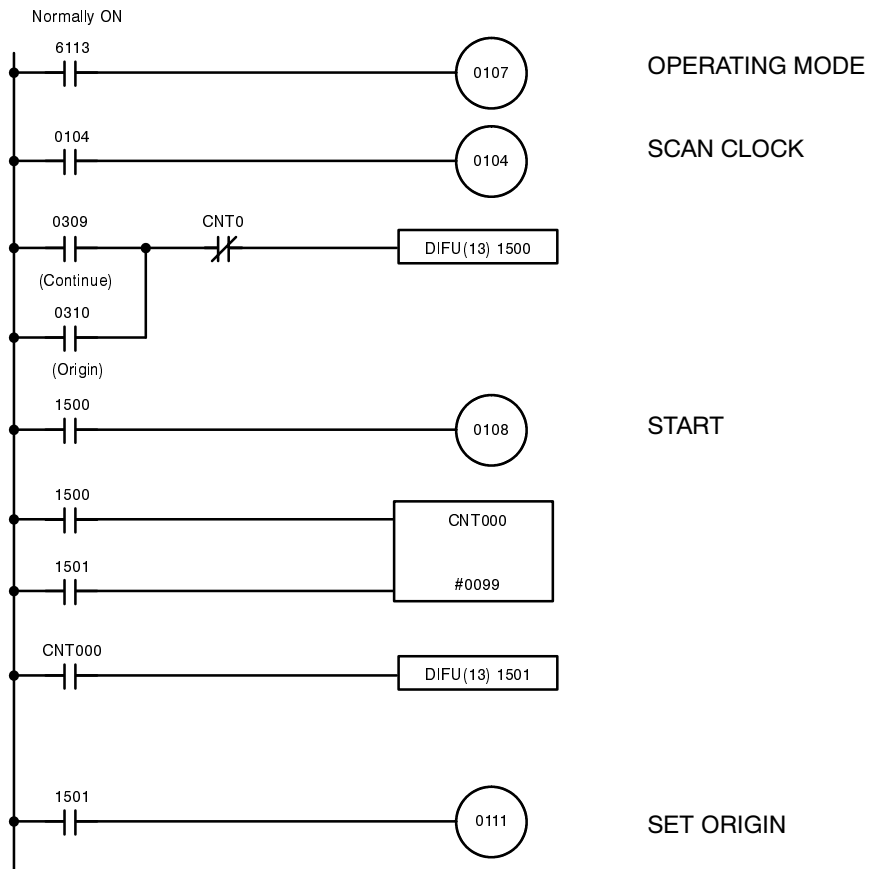 Normally ON
6113
0107
OPERATING MODE
0104
0104
SCAN CLOCK
0309
CNT0
DIFU(13) 1500
(Continue)
0310
(Origin)
1500
0108
START
1500
CNT000
1501
#0099
CNT000
DIFU(13) 1501
1501
0111
SET ORIGIN